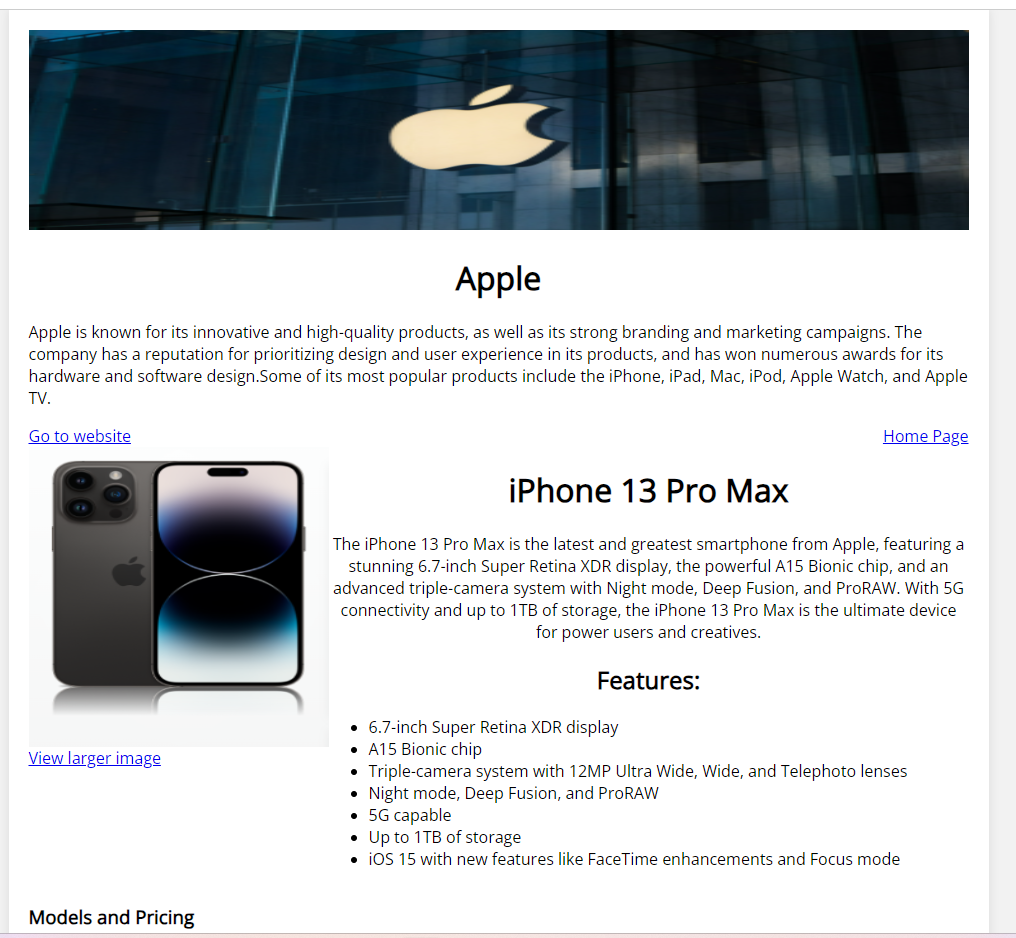 Apple
Apple is known for its innovative and high-quality products, as well as its strong branding and marketing campaigns. The
company has a reputation for prioritizing design and user experience in its products, and has won numerous awards for its
hardware and software design.Some of its most popular products include the iPhone, iPad, Mac, iPod, Apple Watch, and Apple
TV.
Go to website
Home Page
iPhone 13 Pro Max
The iPhone 13 Pro Max is the latest and greatest smartphone from Apple, featuring a
stunning 6.7-inch Super Retina XDR display, the powerful A15 Bionic chip, and an
advanced triple-camera system with Night mode, Deep Fusion, and ProRAW. With 5G
connectivity and up to 1TB of storage, the iPhone 13 Pro Max is the ultimate device
for power users and creatives.
Features:
6.7-inch Super Retina XDR display
A15 Bionic chip
Triple-camera system with 12MP Ultra Wide, Wide, and Telephoto lenses
Night mode, Deep Fusion, and ProRAW
5G capable
Up to 1TB of storage
iOS 15 with new features like FaceTime enhancements and Focus mode
View larger image
Models and Pricing